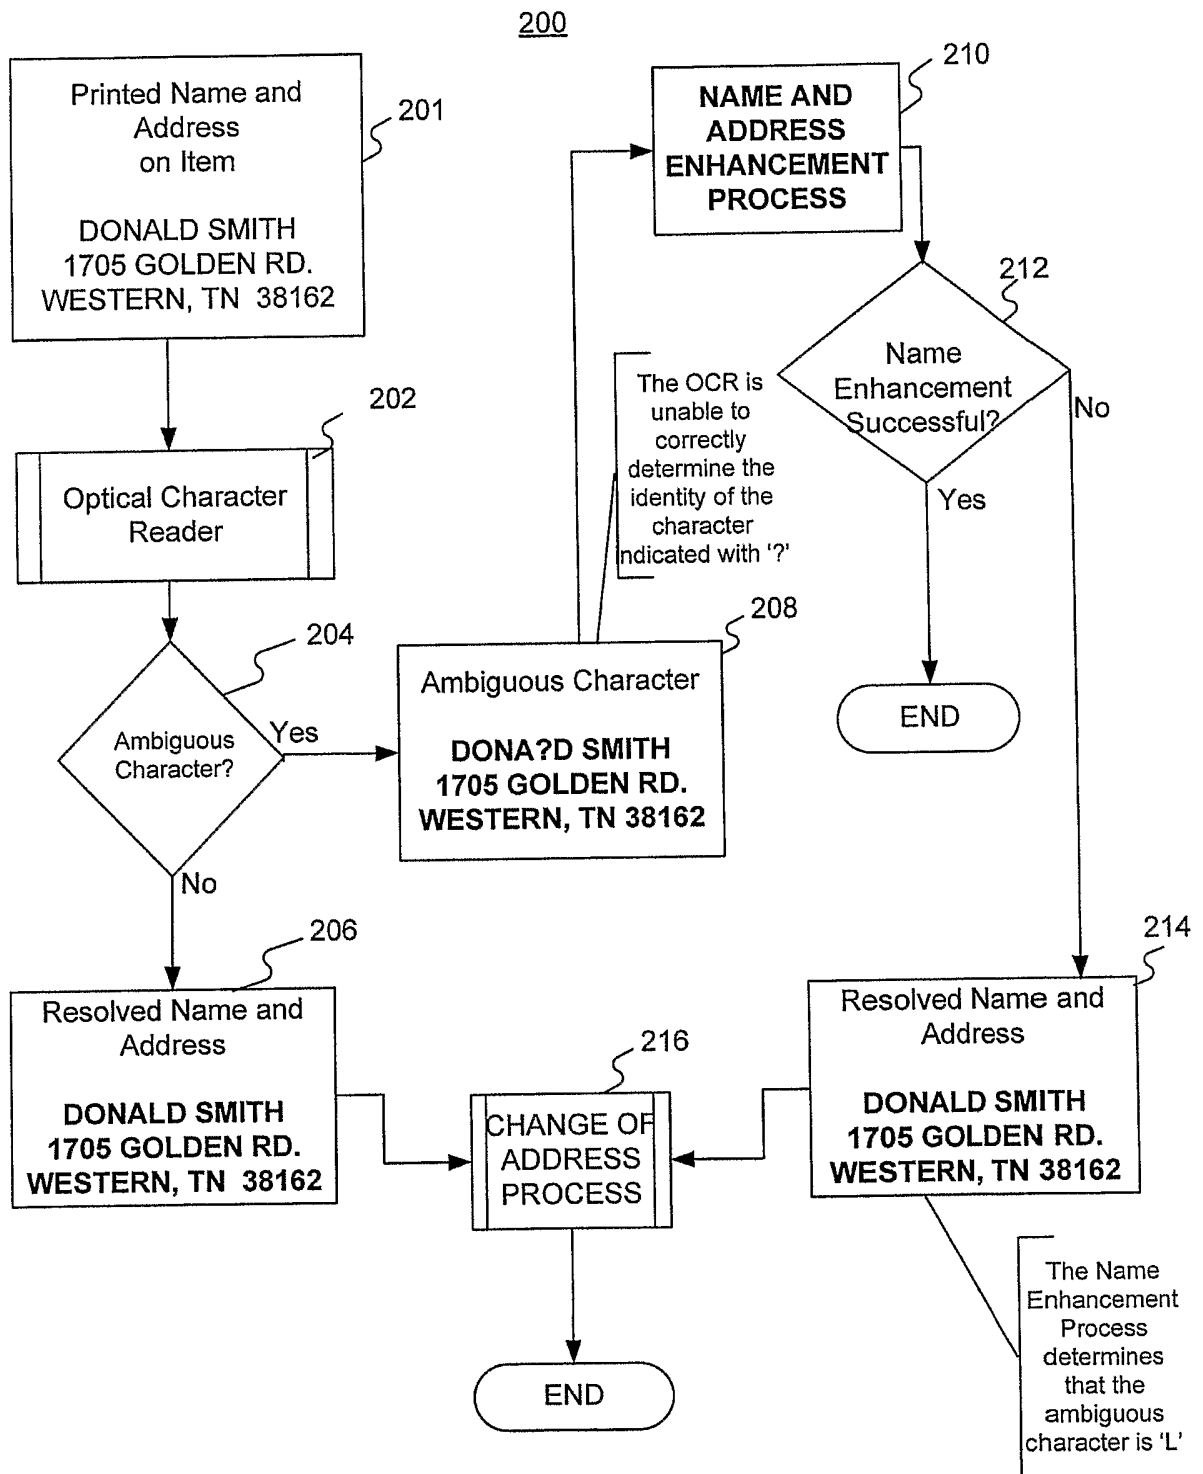 200
Printed Name and
Address
on Item
DONALD SMITH
1705 GOLDEN RD.
WESTERN, TN 38162
201
202
Optical Character
Reader
204
Ambiguous
Character?
Yes
No
208
Ambiguous Character
DONA?D SMITH
1705 GOLDEN RD.
WESTERN, TN 38162
The OCR is
unable to
correctly
determine the
identity of the
character
ndicated with '?'
210
NAME AND
ADDRESS
ENHANCEMENT
PROCESS
212
Name
Enhancement
Successful?
No
Yes
END
206
Resolved Name and
Address
DONALD SMITH
1705 GOLDEN RD.
WESTERN, TN 38162
216
CHANGE OF
ADDRESS
PROCESS
END
214
Resolved Name and
Address
DONALD SMITH
1705 GOLDEN RD.
WESTERN, TN 38162
The Name
Enhancement
Process
determines
that the
ambiguous
character is 'L'